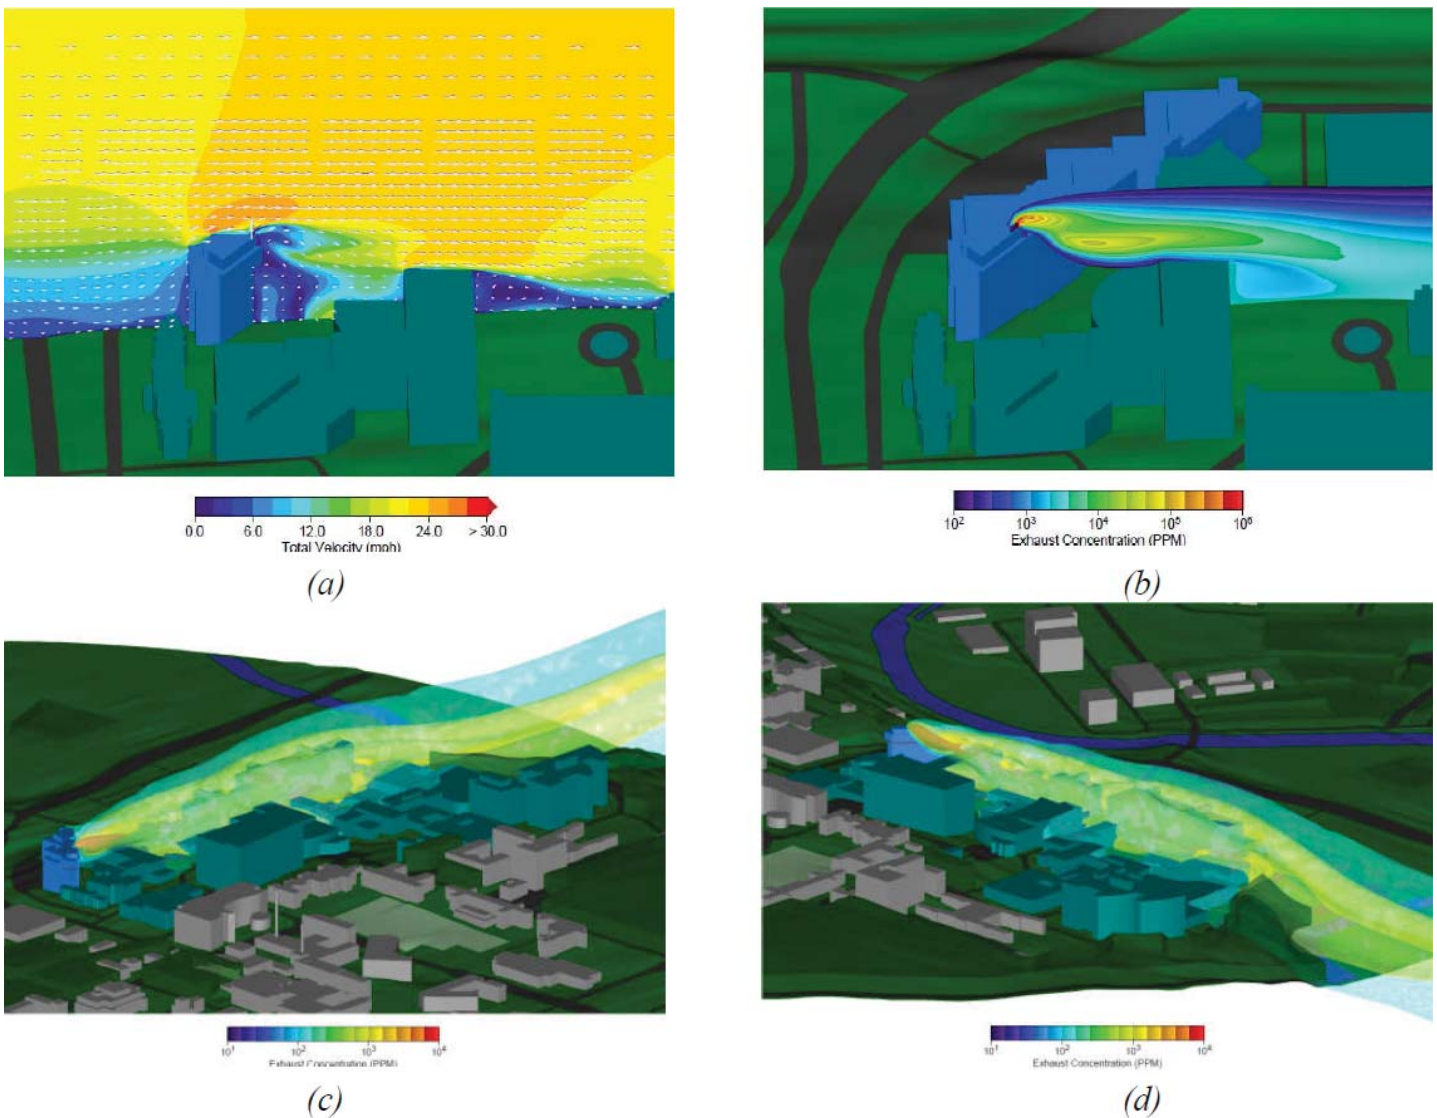 0.0 6.0 12.0 18.0 24.0 > 30.0
Total Velocity (mph)
(a)
10² 10³ 10⁴ 10⁵ 10⁶
Exhaust Concentration (PPM)
(b)
10¹ 10² 10³ 10⁴
Exhaust Concentration (PPM)
(c)
10¹ 10² 10³ 10⁴
Exhaust Concentration (PPM)
(d)